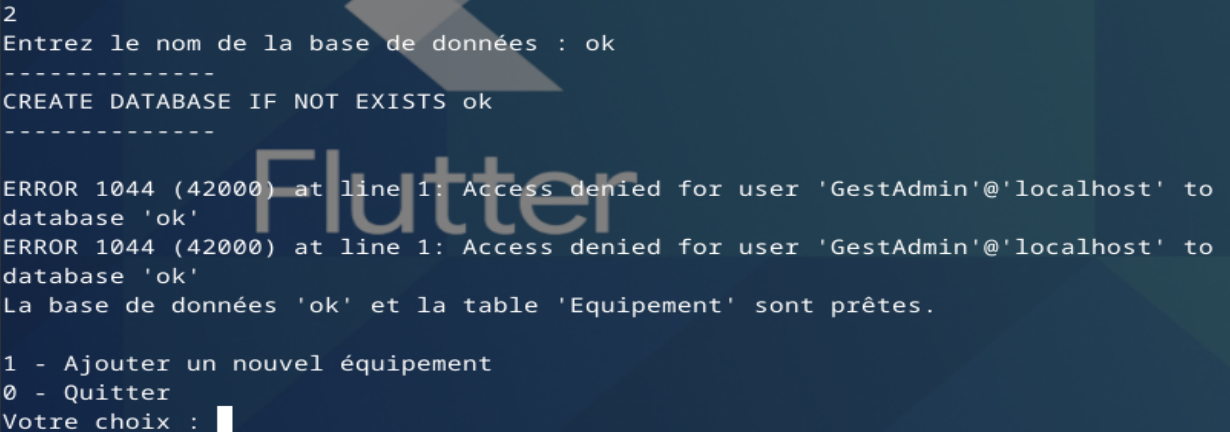 2
Entrez le nom de la base de données : ok
--------------
CREATE DATABASE IF NOT EXISTS ok
--------------
Flutter
ERROR 1044 (42000) at line 1: Access denied for user 'GestAdmin'@'localhost' to
database 'ok'
ERROR 1044 (42000) at line 1: Access denied for user 'GestAdmin'@'localhost' to
database 'ok'
La base de données 'ok' et la table 'Equipement' sont prêtes.
1 - Ajouter un nouvel équipement
0 - Quitter
Votre choix :